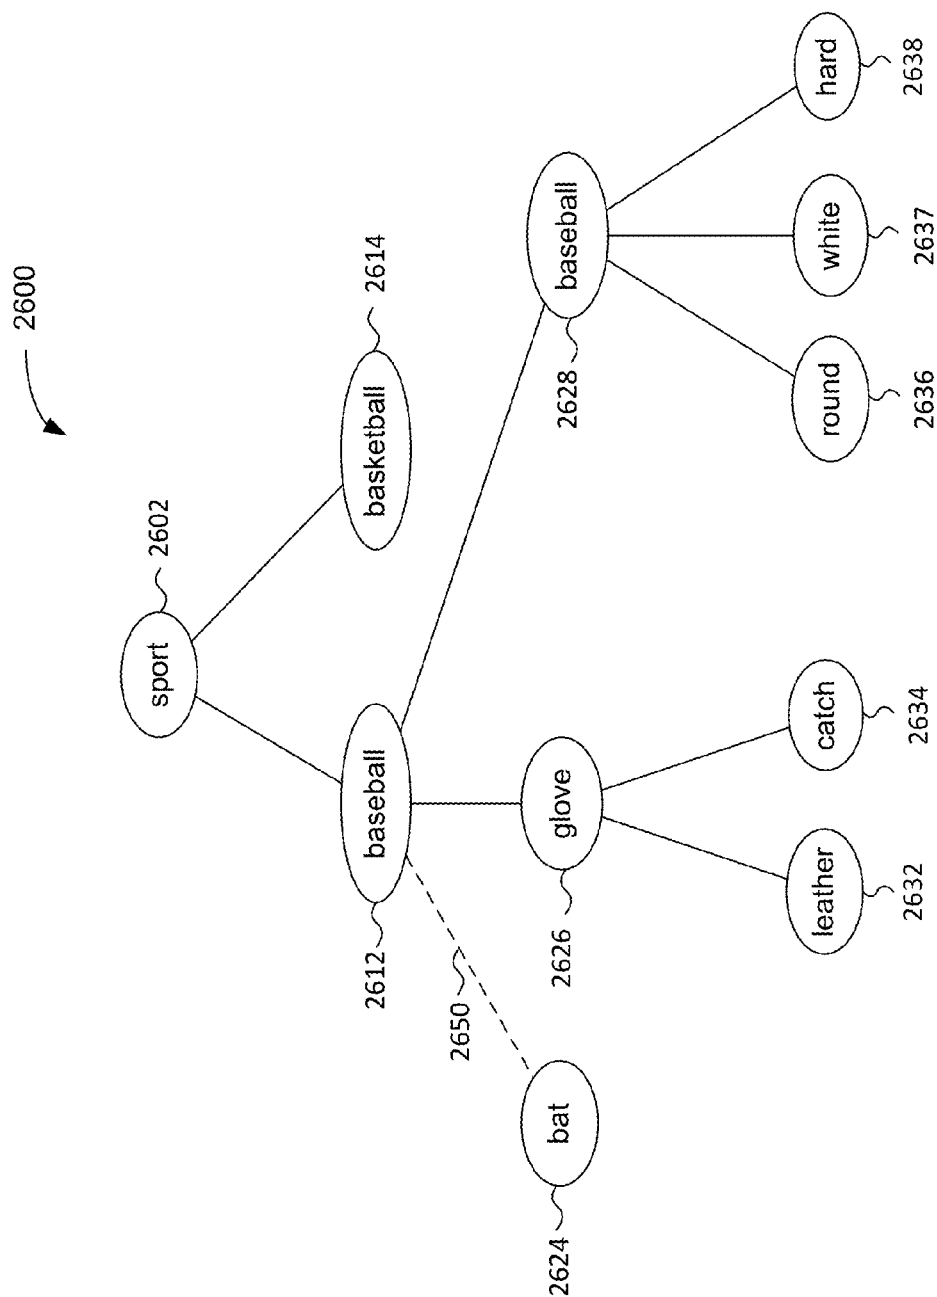 2600
sport
2602
baseball
2612
basketball
2614
2650
bat
2624
glove
2626
baseball
2628
leather
2632
catch
2634
round
2636
white
2637
hard
2638